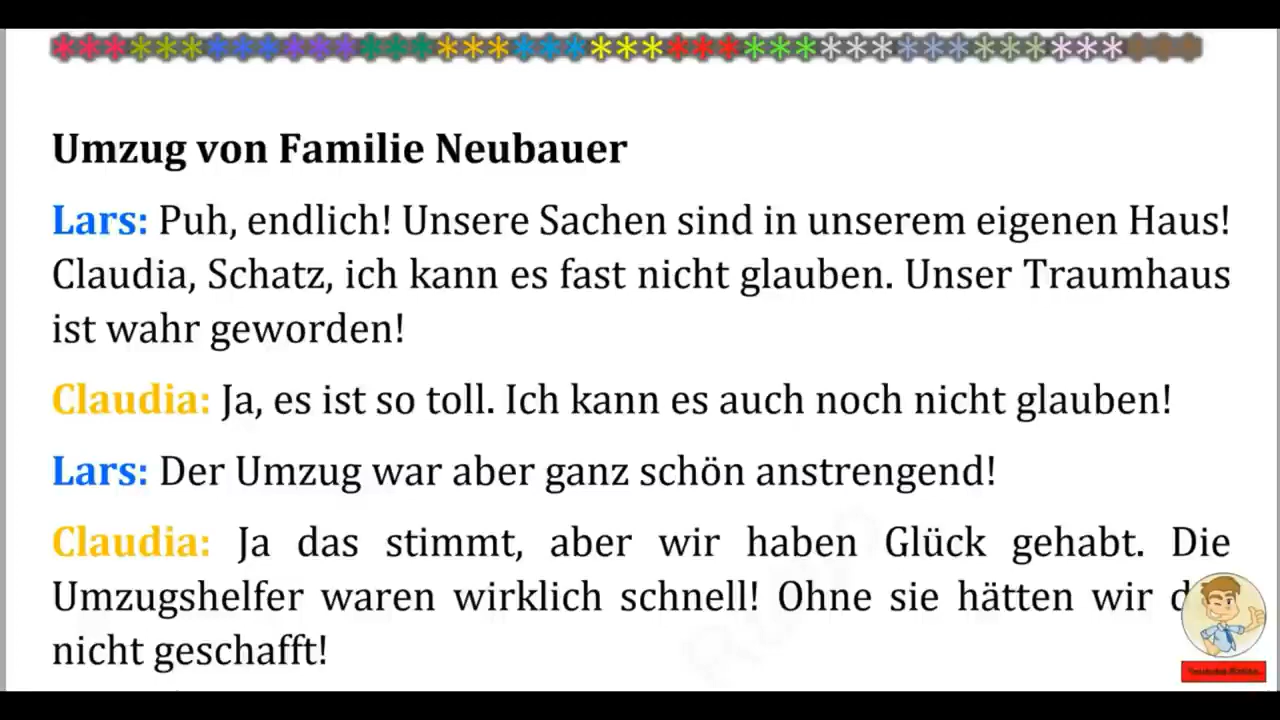 Umzug von Familie Neubauer
Lars: Puh, endlich! Unsere Sachen sind in unserem eigenen Haus!
Claudia, Schatz, ich kann es fast nicht glauben. Unser Traumhaus
ist wahr geworden!
Claudia: Ja, es ist so toll. Ich kann es auch noch nicht glauben!
Lars: Der Umzug war aber ganz schön anstrengend!
Claudia: Ja das stimmt, aber wir haben Glück gehabt. Die
Umzugshelfer waren wirklich schnell! Ohne sie hätten wir
nicht geschafft!